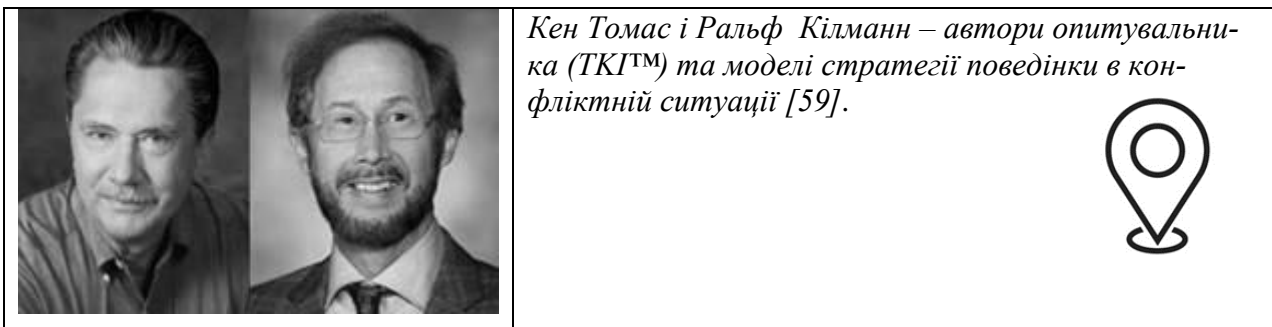 Кен Томас і Ральф Кілманн – автори опитувальни-
ка (TKI™) та моделі стратегії поведінки в кон-
фліктній ситуації [59].